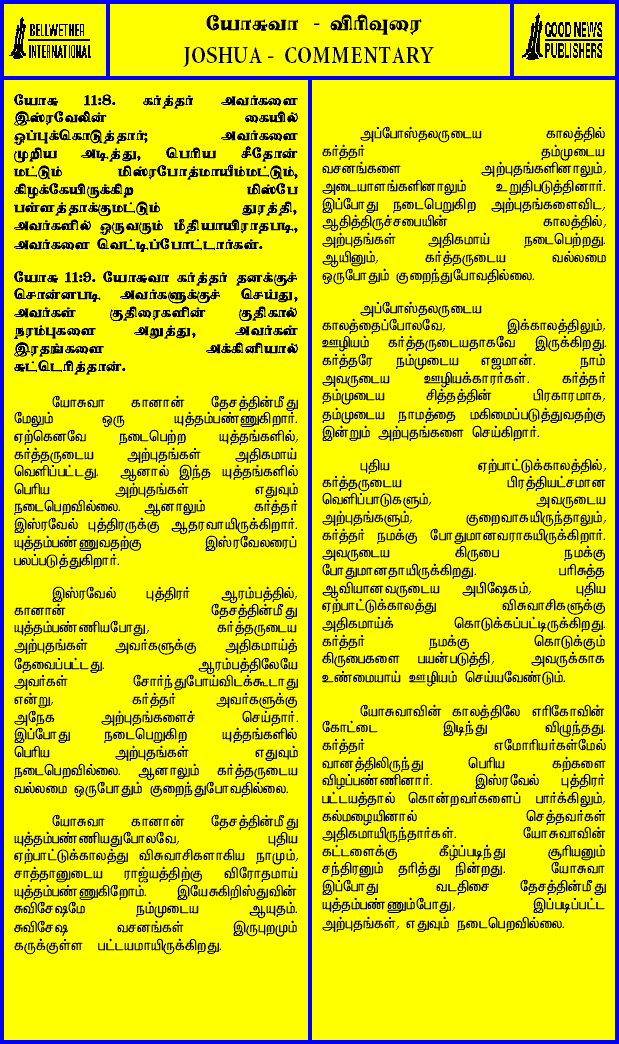 BELLWETHER
INTERNATIONAL
யோசுவா - விரிவுரை
JOSHUA - COMMENTARY
GOOD NEWS
PUBLISHERS
யோசு 11:8. கர்த்தர் அவர்களை
இஸ்ரவேலின் கையில்
ஒப்புக்கொடுத்தார்; அவர்களை
முறிய அடித்து, பெரிய சீதோன்
மட்டும் மிஸ்ரபோத்மாயீம்மட்டும்,
கிழக்கேயிருக்கிற மிஸ்பே
பள்ளத்தாக்குமட்டும் துரத்தி,
அவர்களில் ஒருவரும் மீதியாயிராதபடி,
அவர்களை வெட்டிப்போட்டார்கள்.
யோசு 11:9. யோசுவா கர்த்தர் தனக்குச்
சொன்னபடி அவர்களுக்குச் செய்து,
அவர்கள் குதிரைகளின் குதிகால்
நரம்புகளை அறுத்து, அவர்கள்
இரதங்களை அக்கினியால்
சுட்டெரித்தான்.
யோசுவா கானான் தேசத்தின்மீது
மேலும் ஒரு யுத்தம்பண்ணுகிறார்.
ஏற்கெனவே நடைபெற்ற யுத்தங்களில்,
கர்த்தருடைய அற்புதங்கள் அதிகமாய்
வெளிப்பட்டது. ஆனால் இந்த யுத்தங்களில்
பெரிய அற்புதங்கள் எதுவும்
நடைபெறவில்லை. ஆனாலும் கர்த்தர்
இஸ்ரவேல் புத்திரருக்கு ஆதரவாயிருக்கிறார்.
யுத்தம்பண்ணுவதற்கு இஸ்ரவேலரைப்
பலப்படுத்துகிறார்.
இஸ்ரவேல் புத்திரர் ஆரம்பத்தில்,
கானான் தேசத்தின்மீது
யுத்தம்பண்ணியபோது, கர்த்தருடைய
அற்புதங்கள் அவர்களுக்கு அதிகமாய்த்
தேவைப்பட்டது. ஆரம்பத்திலேயே
அவர்கள் சோர்ந்துபோய்விடக்கூடாது
என்று, கர்த்தர் அவர்களுக்கு
அநேக அற்புதங்களைச் செய்தார்.
இப்போது நடைபெறுகிற யுத்தங்களில்
பெரிய அற்புதங்கள் எதுவும்
நடைபெறவில்லை. ஆனாலும் கர்த்தருடைய
வல்லமை ஒருபோதும் குறைந்துபோவதில்லை.
யோசுவா கானான் தேசத்தின்மீது
யுத்தம்பண்ணியதுபோலவே, புதிய
ஏற்பாட்டுக்காலத்து விசுவாசிகளாகிய நாமும்,
சாத்தானுடைய ராஜ்யத்திற்கு விரோதமாய்
யுத்தம்பண்ணுகிறோம். இயேசுகிறிஸ்துவின்
சுவிசேஷமே நம்முடைய ஆயுதம்.
சுவிசேஷ வசனங்கள் இருபுறமும்
கருக்குள்ள பட்டயமாயிருக்கிறது.
அப்போஸ்தலருடைய காலத்தில்
கர்த்தர் தம்முடைய
வசனங்களை அற்புதங்களினாலும்,
அடையாளங்களினாலும் உறுதிபடுத்தினார்.
இப்போது நடைபெறுகிற அற்புதங்களைவிட,
ஆதித்திருச்சபையின் காலத்தில்,
அற்புதங்கள் அதிகமாய் நடைபெற்றது.
ஆயினும், கர்த்தருடைய வல்லமை
ஒருபோதும் குறைந்துபோவதில்லை.
அப்போஸ்தலருடைய
காலத்தைப்போலவே, இக்காலத்திலும்,
ஊழியம் கர்த்தருடையதாகவே இருக்கிறது.
கர்த்தரே நம்முடைய எஜமான். நாம்
அவருடைய ஊழியக்காரர்கள். கர்த்தர்
தம்முடைய சித்தத்தின் பிரகாரமாக,
தம்முடைய நாமத்தை மகிமைப்படுத்துவதற்கு
இன்றும் அற்புதங்களை செய்கிறார்.
புதிய ஏற்பாட்டுக்காலத்தில்,
கர்த்தருடைய பிரத்தியட்சமான
வெளிப்பாடுகளும், அவருடைய
அற்புதங்களும், குறைவாகயிருந்தாலும்,
கர்த்தர் நமக்கு போதுமானவராகயிருக்கிறார்.
அவருடைய கிருபை நமக்கு
போதுமானதாயிருக்கிறது. பரிசுத்த
ஆவியானவருடைய அபிஷேகம், புதிய
ஏற்பாட்டுக்காலத்து விசுவாசிகளுக்கு
அதிகமாய்க் கொடுக்கப்பட்டிருக்கிறது.
கர்த்தர் நமக்கு கொடுக்கும்
கிருபைகளை பயன்படுத்தி, அவருக்காக
உண்மையாய் ஊழியம் செய்யவேண்டும்.
யோசுவாவின் காலத்திலே எரிகோவின்
கோட்டை இடிந்து விழுந்தது.
கர்த்தர் எமோரியர்கள்மேல்
வானத்திலிருந்து பெரிய கற்களை
விழப்பண்ணினார். இஸ்ரவேல் புத்திரர்
பட்டயத்தால் கொன்றவர்களைப் பார்க்கிலும்,
கல்மழையினால் செத்தவர்கள்
அதிகமாயிருந்தார்கள். யோசுவாவின்
கட்டளைக்கு கீழ்ப்படிந்து சூரியனும்
சந்திரனும் தரித்து நின்றது. யோசுவா
இப்போது வடதிசை தேசத்தின்மீது
யுத்தம்பண்ணும்போது, இப்படிப்பட்ட
அற்புதங்கள், எதுவும் நடைபெறவில்லை.